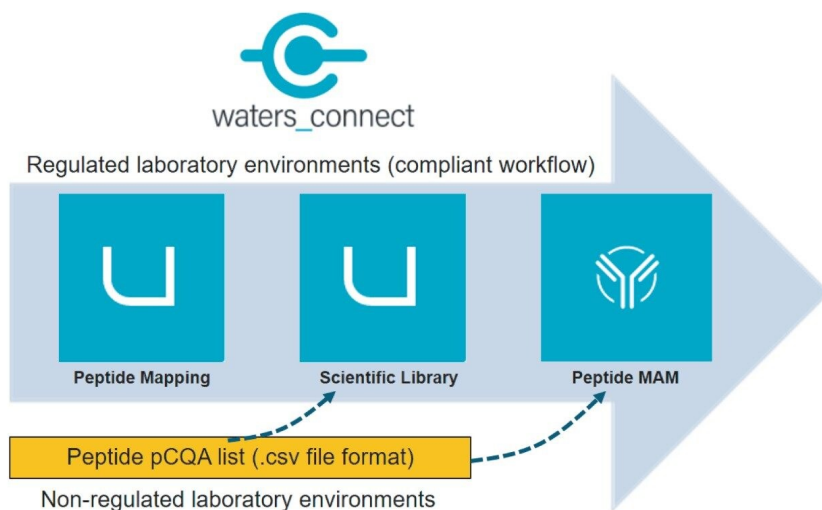 waters_connect
Regulated laboratory environments (compliant workflow)
Peptide Mapping
Scientific Library
Peptide MAM
Peptide pCQA list (.csv file format)
Non-regulated laboratory environments